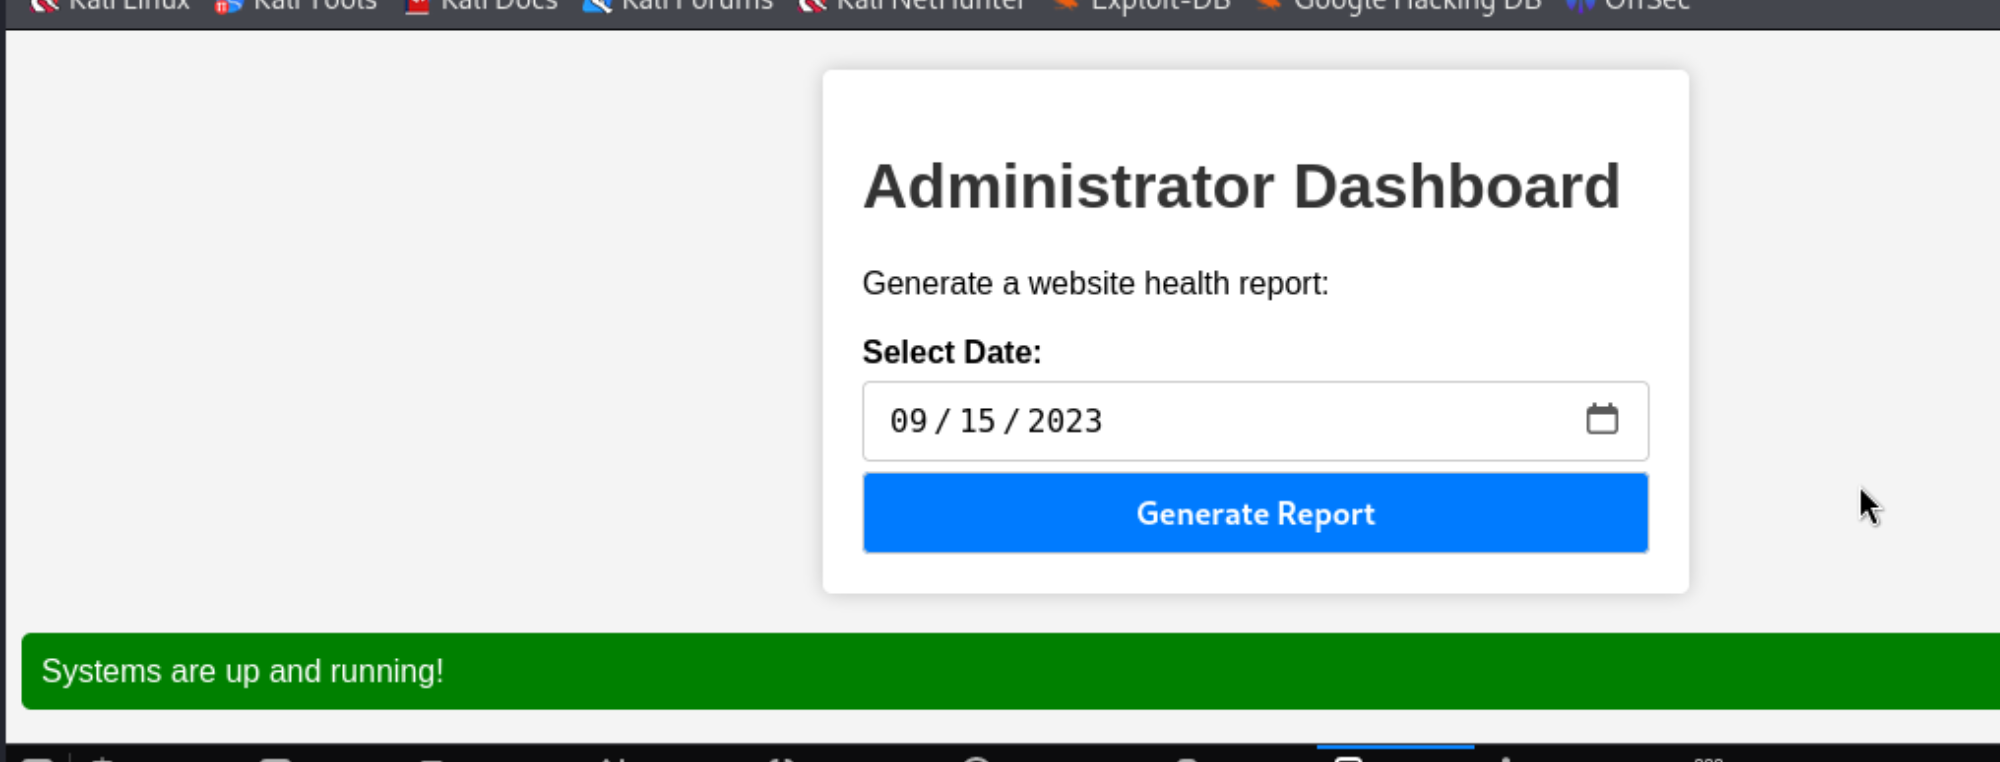 Kali Linux Kali Tools Kali Docs Kali Forums Kali NetHunter Exploit-DB Google Hacking DB OffSec
Administrator Dashboard
Generate a website health report:
Select Date:
09/15/2023
Generate Report
Systems are up and running!